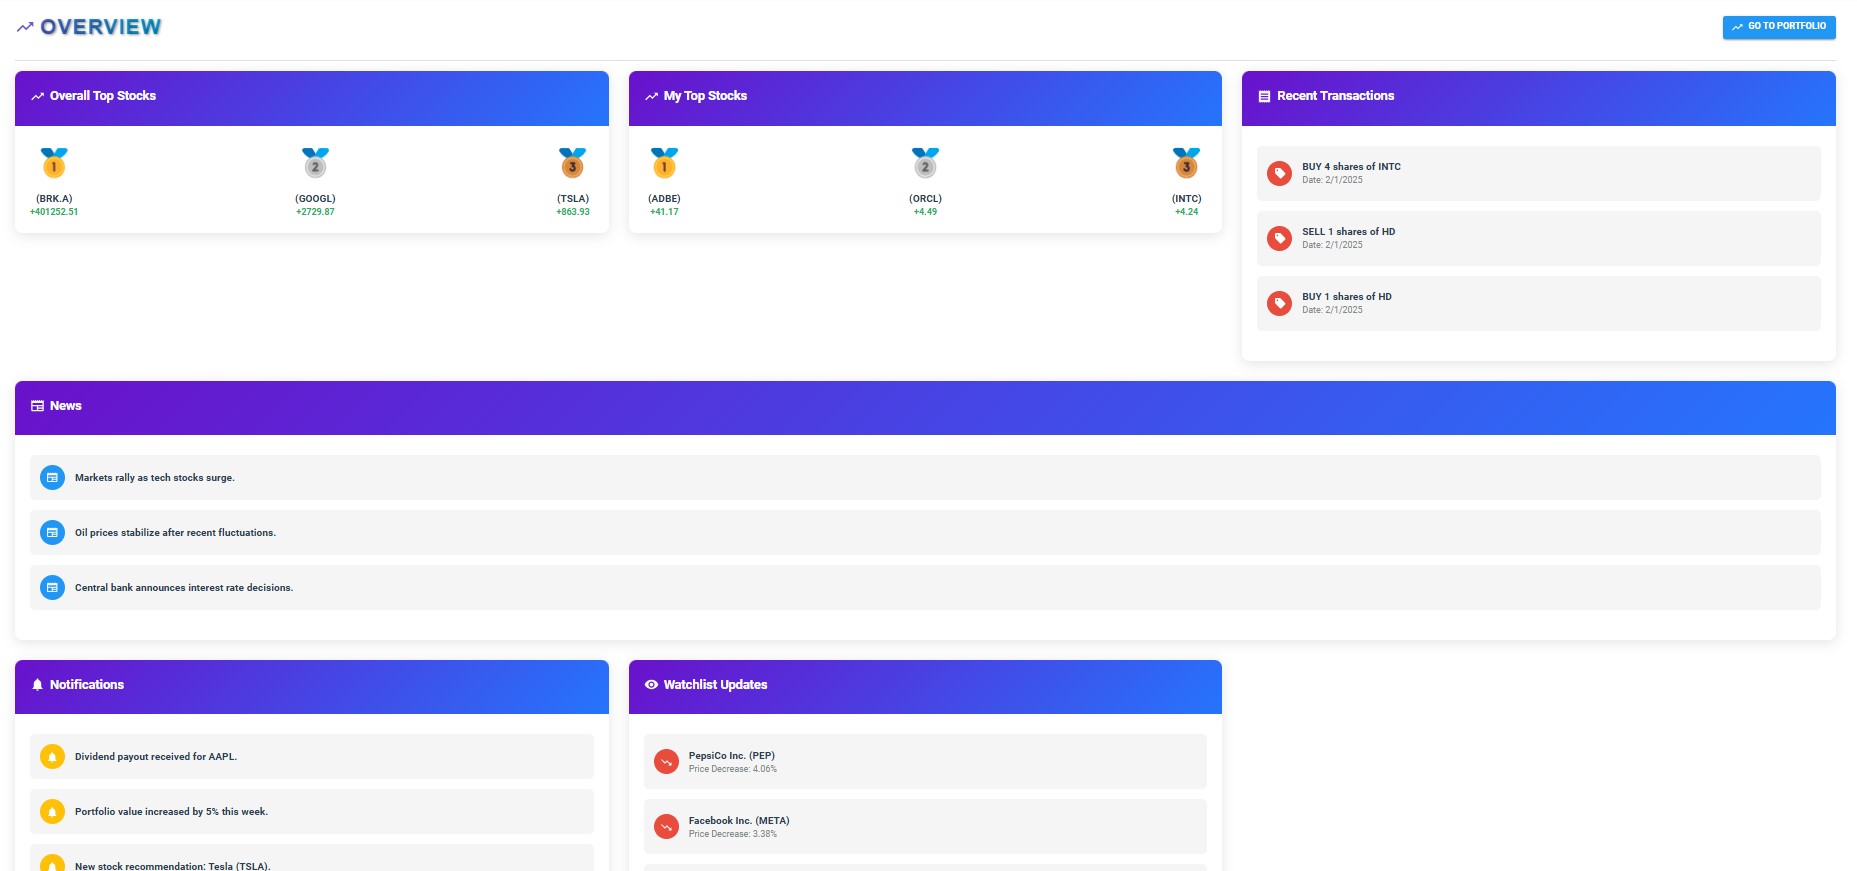 OVERVIEW
GO TO PORTFOLIO
Overall Top Stocks
1
2
3
(BRK.A)
(GOOGL)
(TSLA)
+401252.51
+2729.87
+863.93
My Top Stocks
1
2
3
(ADBE)
(ORCL)
(INTC)
+41.17
+4.49
+4.24
Recent Transactions
BUY 4 shares of INTC
Date: 2/1/2025
SELL 1 shares of HD
Date: 2/1/2025
BUY 1 shares of HD
Date: 2/1/2025
News
Markets rally as tech stocks surge.
Oil prices stabilize after recent fluctuations.
Central bank announces interest rate decisions.
Notifications
Dividend payout received for AAPL.
Portfolio value increased by 5% this week.
New stock recommendation: Tesla (TSLA).
Watchlist Updates
PepsiCo Inc. (PEP)
Price Decrease: 4.06%
Facebook Inc. (META)
Price Decrease: 3.38%